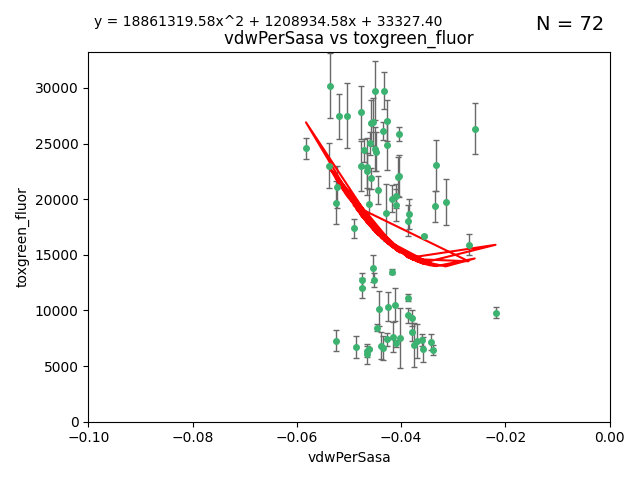 y = 18861319.58x^2 + 1208934.58x + 33327.40
N = 72
vdwPerSasa vs toxgreen_fluor
30000
25000
20000
15000
10000
5000
0
toxgreen_fluor
−0.10 −0.08 −0.06 −0.04 −0.02 0.00
vdwPerSasa